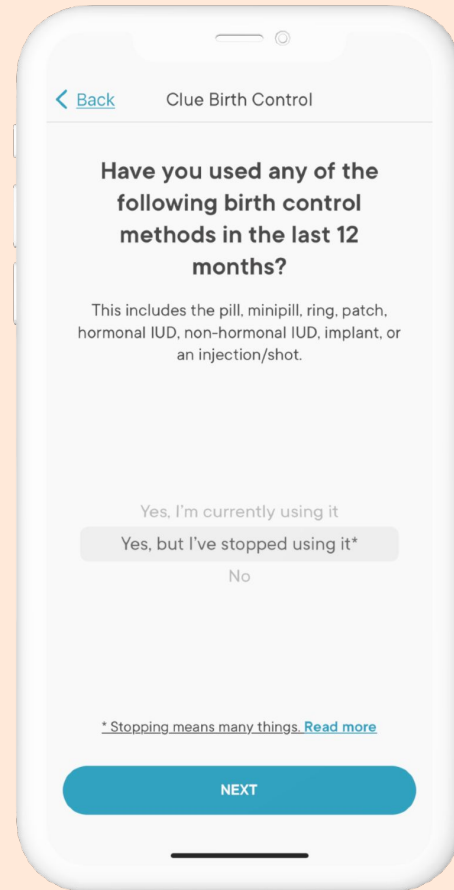 Back
Clue Birth Control
Have you used any of the
following birth control
methods in the last 12
months?
This includes the pill, minipill, ring, patch,
hormonal IUD, non-hormonal IUD, implant, or
an injection/shot.
Yes, I'm currently using it
Yes, but I've stopped using it*
No
* Stopping means many things. Read more
NEXT